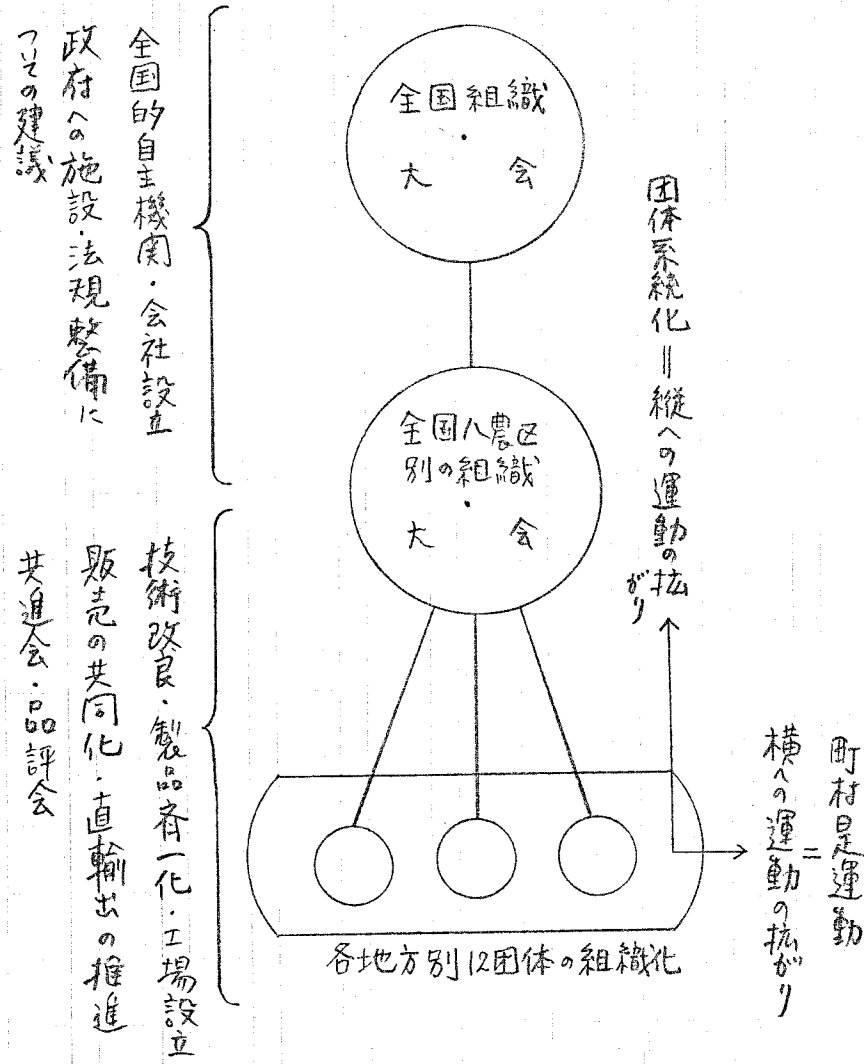 全国組織
・
大 会
全国八農区
別の組織
・
大 会
各地方別12団体の組織化
団体系統化＝縦への運動の拡
がり
町村是運動
＝
横への運動の拡がり
全国的自主機関・会社設立
政府への施設・法規整備に
ついての建議
技術改良・製品斉一化・工場設立
販売の共同化・直輸出の推進
共進会・品評会